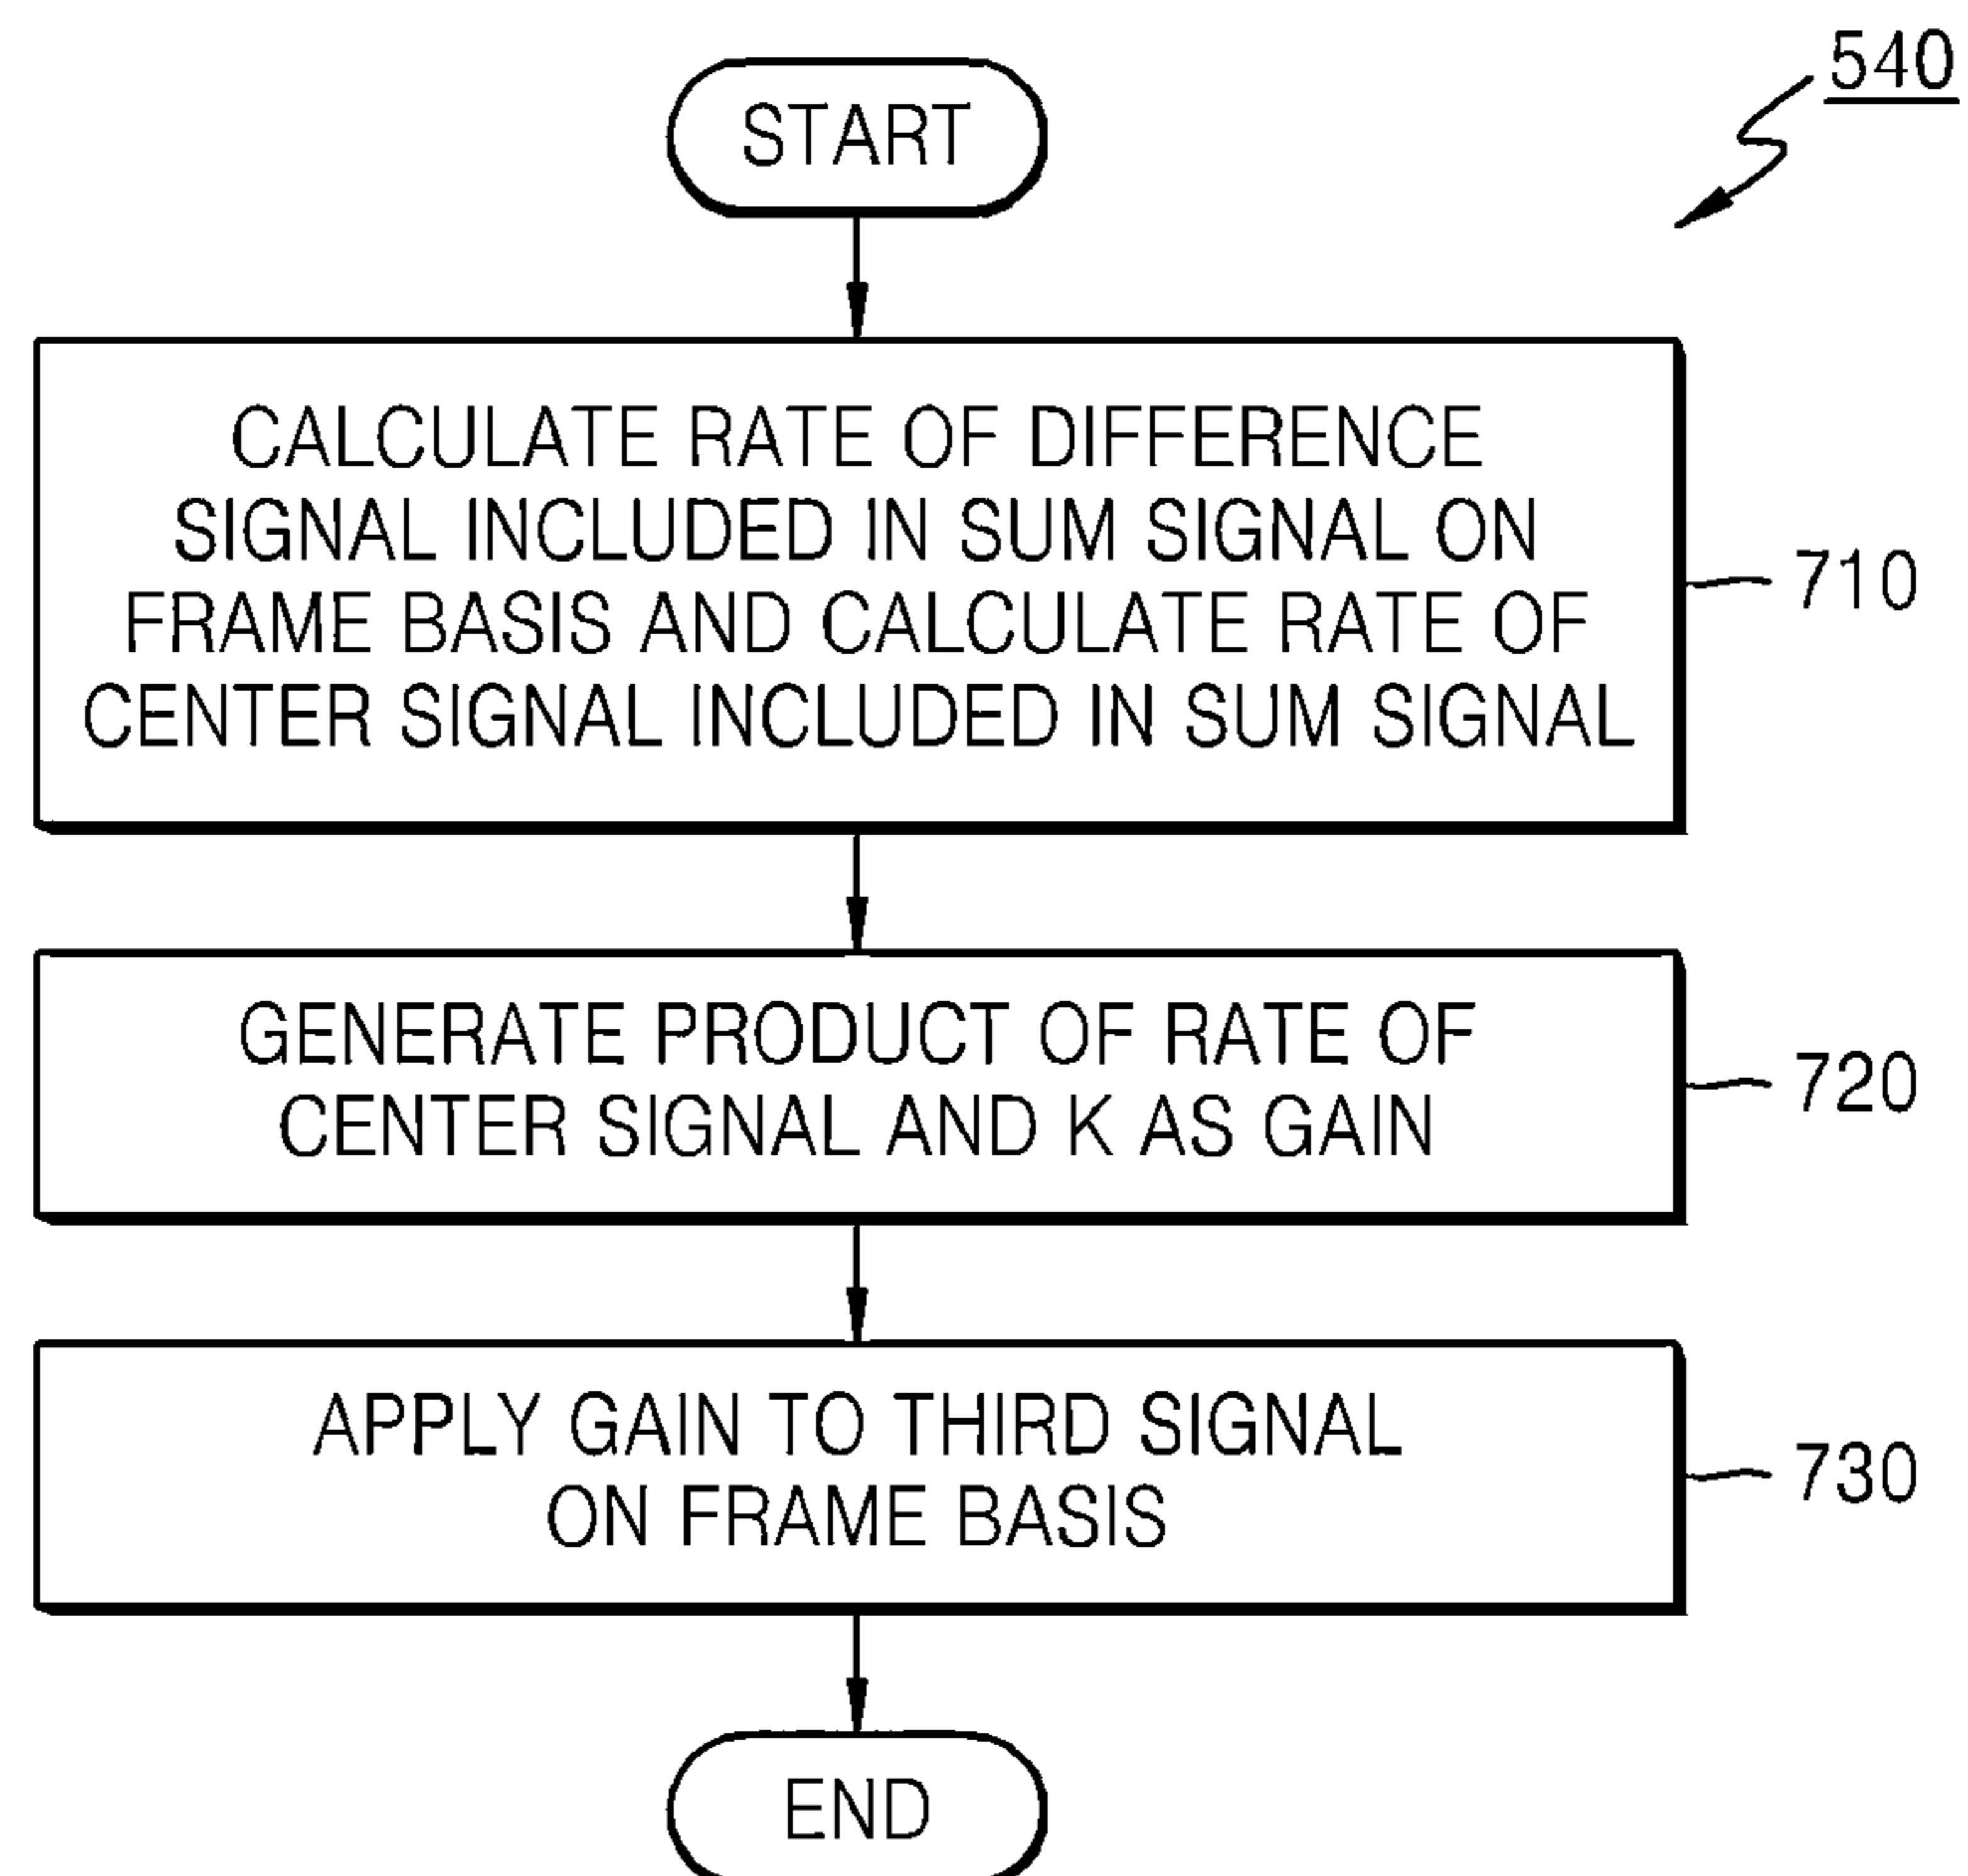 540
START
CALCULATE RATE OF DIFFERENCE
SIGNAL INCLUDED IN SUM SIGNAL ON
FRAME BASIS AND CALCULATE RATE OF
CENTER SIGNAL INCLUDED IN SUM SIGNAL
710
GENERATE PRODUCT OF RATE OF
CENTER SIGNAL AND K AS GAIN
720
APPLY GAIN TO THIRD SIGNAL
ON FRAME BASIS
730
END